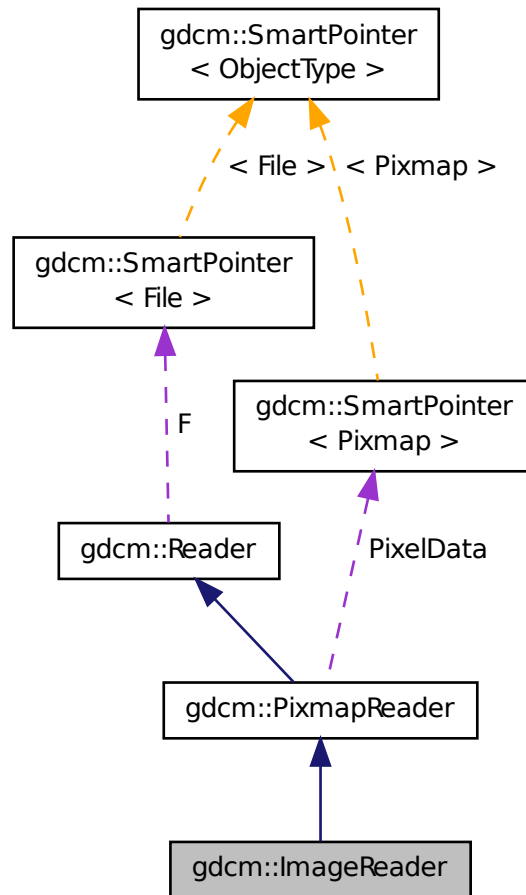 gdcm::SmartPointer
< ObjectType >
< File >
< Pixmap >
gdcm::SmartPointer
< File >
gdcm::SmartPointer
< Pixmap >
F
gdcm::Reader
PixelData
gdcm::PixmapReader
gdcm::ImageReader